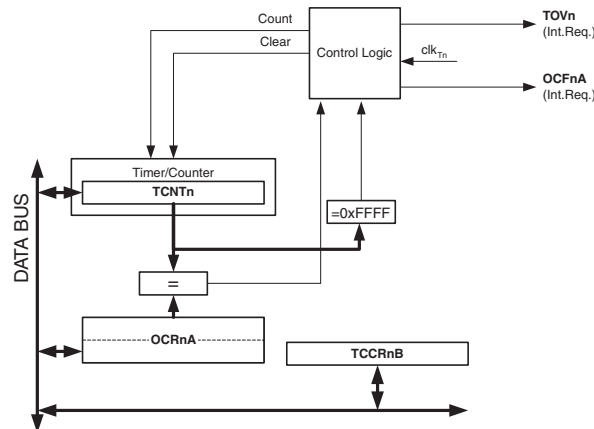 Count
TOVn
(Int.Req.)
Clear
Control Logic
clkTn
OCFnA
(Int.Req.)
Timer/Counter
TCNTn
=0xFFFF
DATA BUS
=
OCRnA
TCCRnB